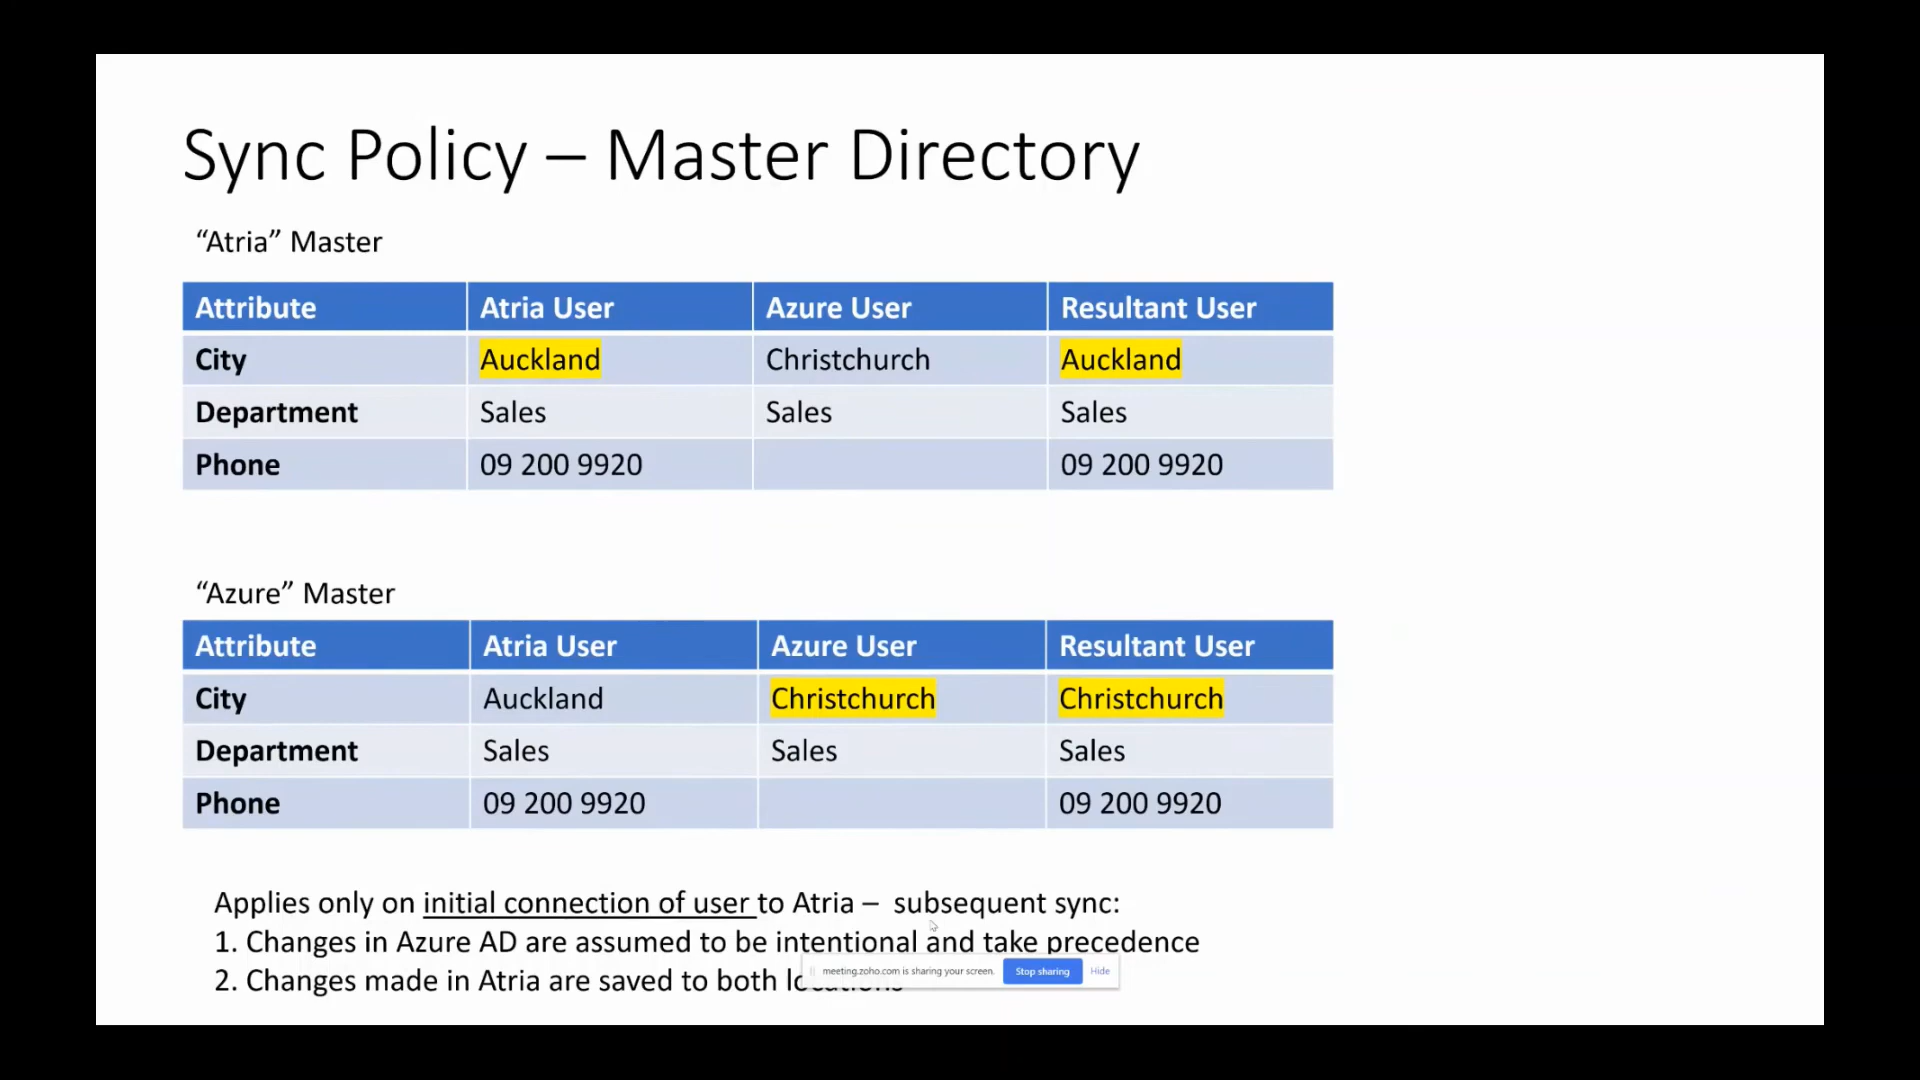 Sync Policy – Master Directory
“Atria” Master
Attribute Atria User Azure User Resultant User
City Auckland Christchurch Auckland
Department Sales Sales Sales
Phone 09 200 9920 09 200 9920
“Azure” Master
Attribute Atria User Azure User Resultant User
City Auckland Christchurch Christchurch
Department Sales Sales Sales
Phone 09 200 9920 09 200 9920
Applies only on initial connection of user to Atria – subsequent sync:
1. Changes in Azure AD are assumed to be intentional and take precedence
meeting.zoho.com is sharing your screen. Stop sharing Hide
2. Changes made in Atria are saved to both locations